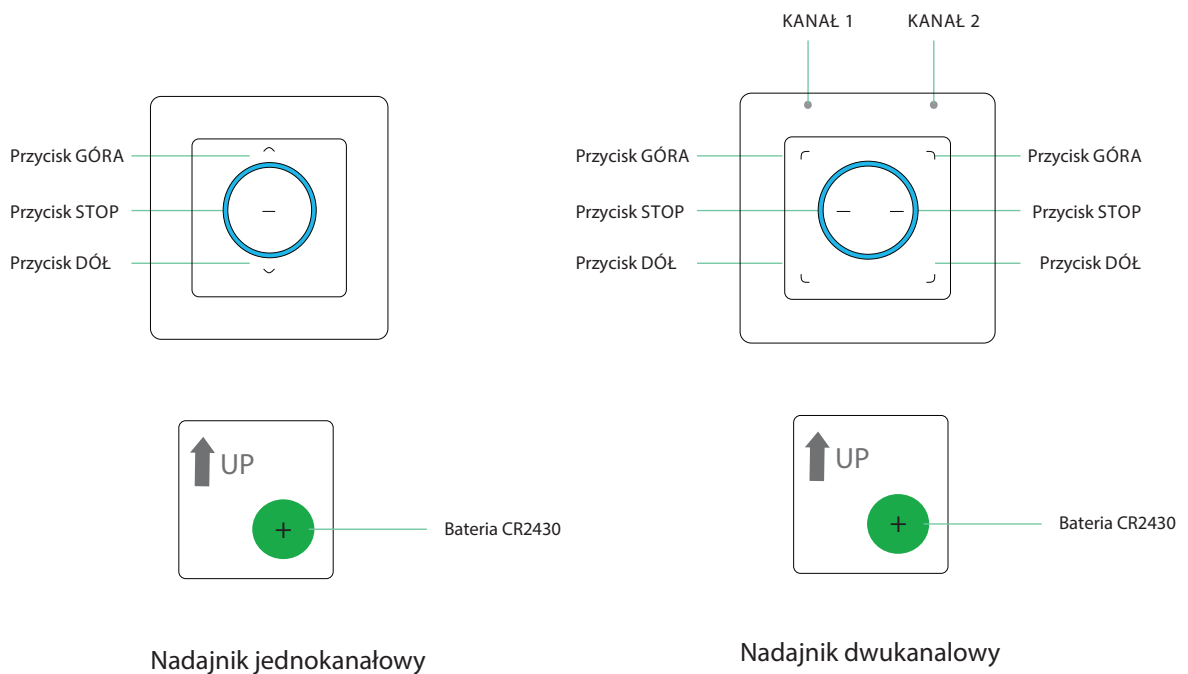 KANAŁ 1 KANAŁ 2
Przycisk GÓRA
Przycisk STOP
Przycisk DÓŁ
Przycisk GÓRA
Przycisk STOP
Przycisk DÓŁ
Przycisk GÓRA
Przycisk STOP
Przycisk DÓŁ
UP
+
Bateria CR2430
UP
+
Bateria CR2430
Nadajnik jednokanałowy
Nadajnik dwukanalowy